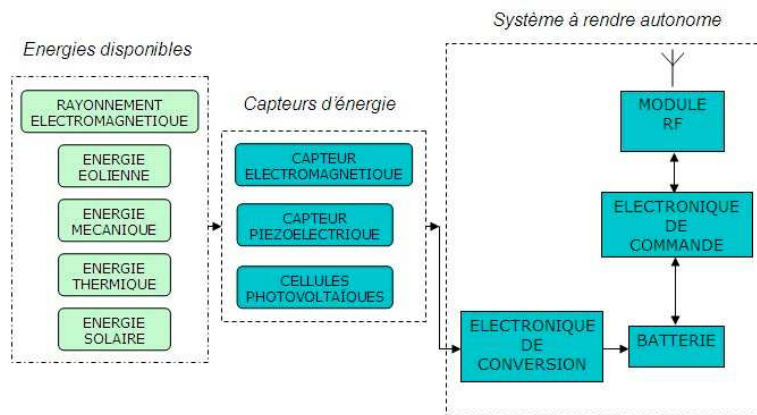 Energies disponibles
RAYONNEMENT
ELECTROMAGNETIQUE
ENERGIE
EOLIENNE
ENERGIE
MECANIQUE
ENERGIE
THERMIQUE
ENERGIE
SOLAIRE
Capteurs d'énergie
CAPTEUR
ELECTROMAGNETIQUE
CAPTEUR
PIEZOELECTRIQUE
CELLULES
PHOTOVOLTAÏQUES
Système à rendre autonome
MODULE
RF
ELECTRONIQUE
DE
COMMANDE
ELECTRONIQUE
DE
CONVERSION
BATTERIE